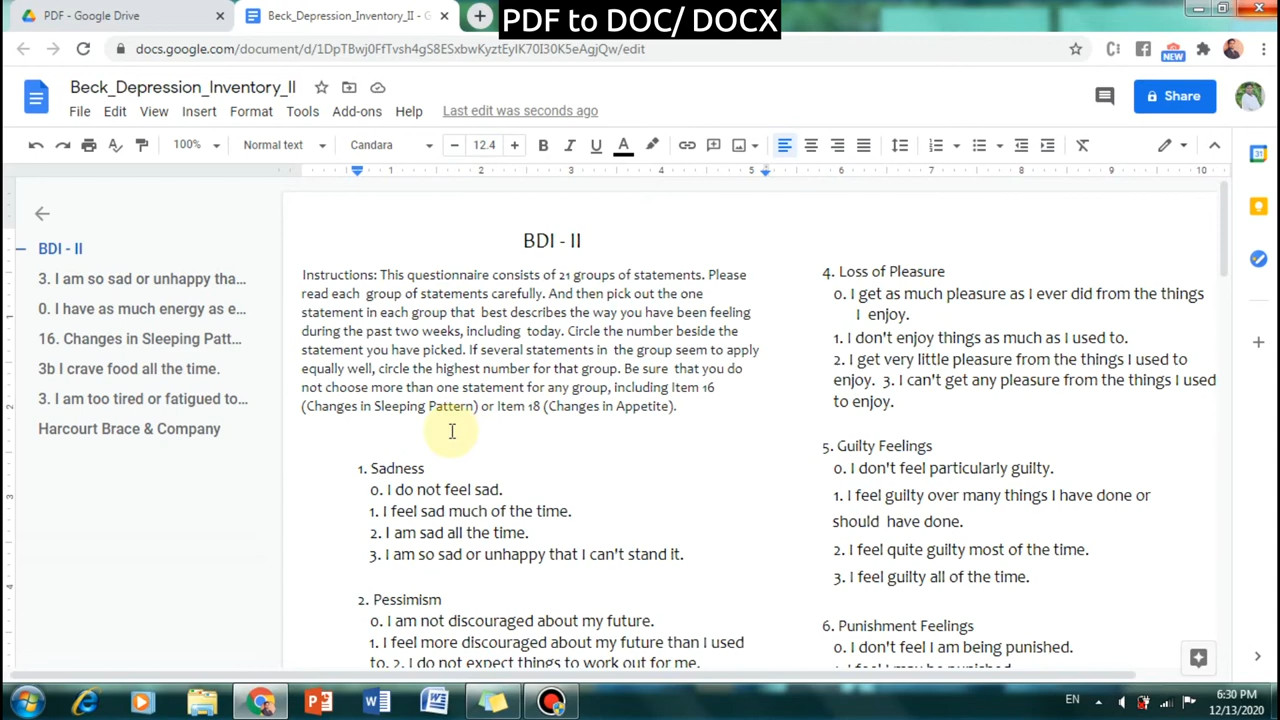 PDF - Google Drive
Beck_Depression_Inventory_II - G
PDF to DOC/ DOCX
docs.google.com/document/d/1DpTBwj0FfTvsh4gS8ESxbwKyztEylK70I30K5eAgjQw/edit
NEW
Beck_Depression_Inventory_II
File Edit View Insert Format Tools Add-ons Help Last edit was seconds ago
Share
100% Normal text Candara 12.4 B I U A
1 2 3 4 5 6 7 8 9 10
BDI - II
3. I am so sad or unhappy tha...
0. I have as much energy as e...
16. Changes in Sleeping Patt...
3b I crave food all the time.
3. I am too tired or fatigued to...
Harcourt Brace & Company
BDI - II
Instructions: This questionnaire consists of 21 groups of statements. Please
read each group of statements carefully. And then pick out the one
statement in each group that best describes the way you have been feeling
during the past two weeks, including today. Circle the number beside the
statement you have picked. If several statements in the group seem to apply
equally well, circle the highest number for that group. Be sure that you do
not choose more than one statement for any group, including Item 16
(Changes in Sleeping Pattern) or Item 18 (Changes in Appetite).
1. Sadness
0. I do not feel sad.
1. I feel sad much of the time.
2. I am sad all the time.
3. I am so sad or unhappy that I can't stand it.
2. Pessimism
0. I am not discouraged about my future.
1. I feel more discouraged about my future than I used
to. 2. I do not expect things to work out for me.
4. Loss of Pleasure
0. I get as much pleasure as I ever did from the things
I enjoy.
1. I don't enjoy things as much as I used to.
2. I get very little pleasure from the things I used to
enjoy. 3. I can't get any pleasure from the things I used
to enjoy.
5. Guilty Feelings
0. I don't feel particularly guilty.
1. I feel guilty over many things I have done or
should have done.
2. I feel quite guilty most of the time.
3. I feel guilty all of the time.
6. Punishment Feelings
0. I don't feel I am being punished.
1. I feel I may be punished.
EN
6:30 PM
12/13/2020